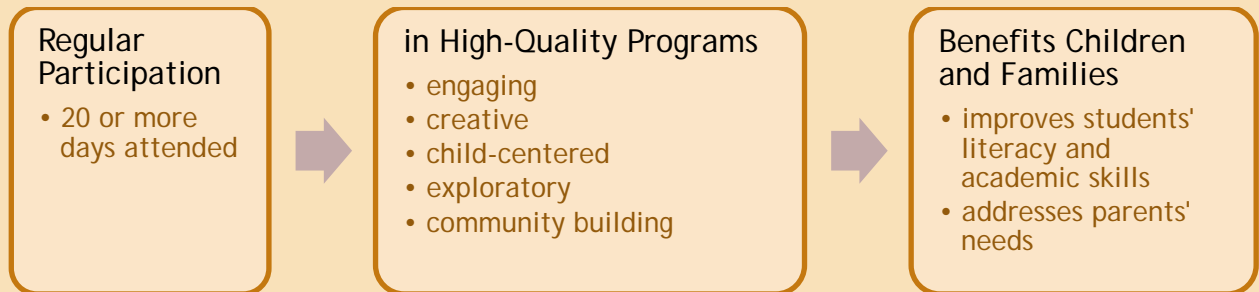 Regular
Participation
• 20 or more
days attended
in High-Quality Programs
• engaging
• creative
• child-centered
• exploratory
• community building
Benefits Children
and Families
• improves students'
literacy and
academic skills
• addresses parents'
needs